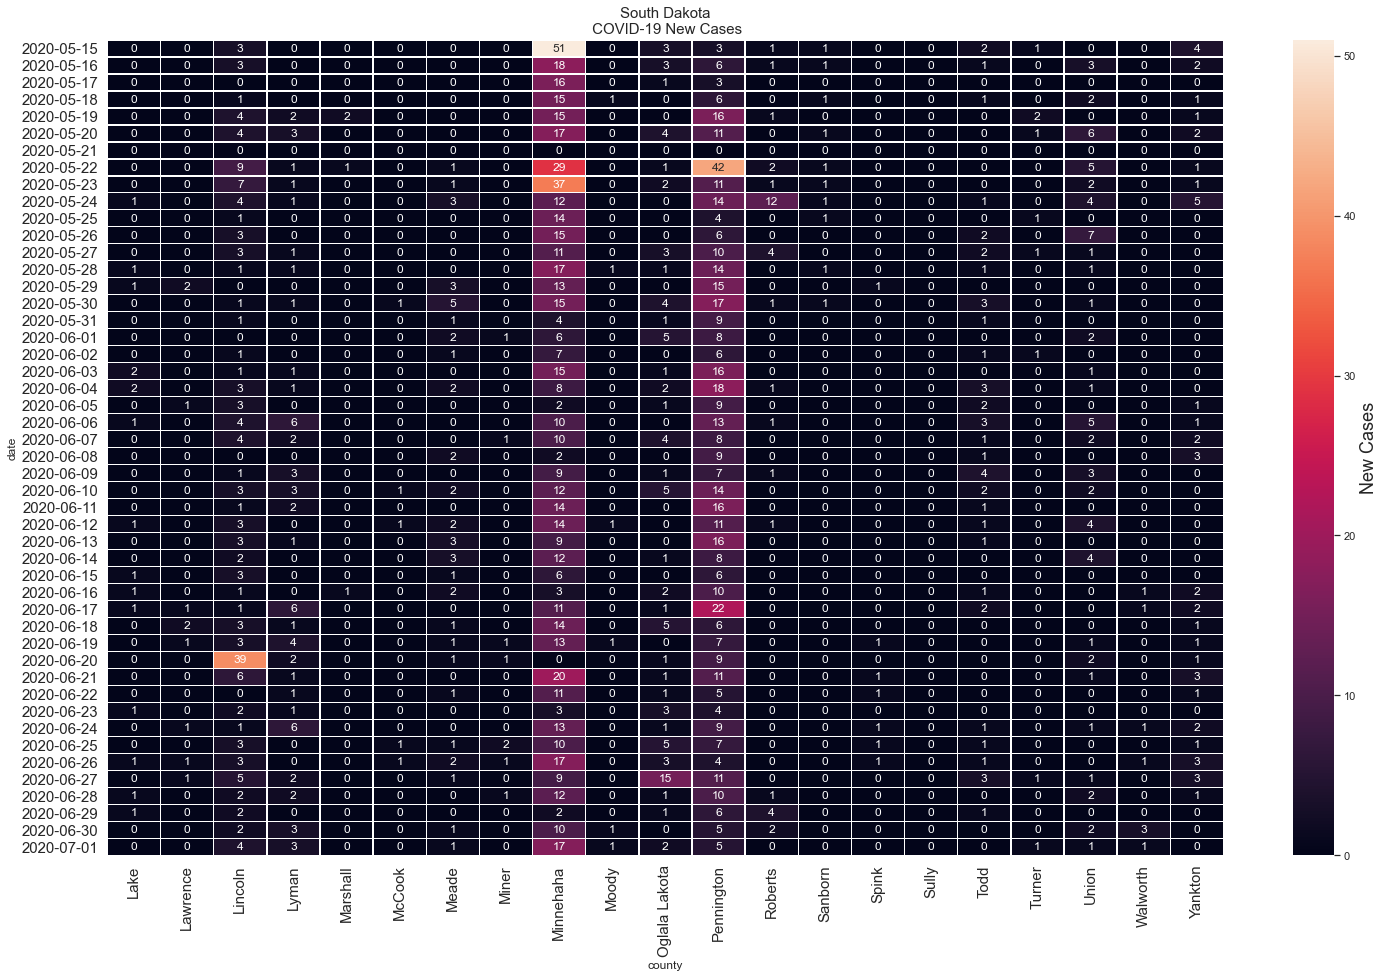 South Dakota
COVID-19 New Cases
2020-05-15 0 0 3 0 0 0 0 0 51 0 3 3 1 1 0 0 2 1 0 0 4
2020-05-16 0 0 3 0 0 0 0 0 18 0 3 6 1 1 0 0 1 0 3 0 2
2020-05-17 0 0 0 0 0 0 0 0 16 0 1 3 0 0 0 0 0 0 0 0 0
2020-05-18 0 0 1 0 0 0 0 0 15 1 0 6 0 1 0 0 1 0 2 0 1
2020-05-19 0 0 4 2 2 0 0 0 15 0 0 16 1 0 0 0 0 2 0 0 1
2020-05-20 0 0 4 3 0 0 0 0 17 0 4 11 0 1 0 0 0 1 6 0 2
2020-05-21 0 0 0 0 0 0 0 0 0 0 0 0 0 0 0 0 0 0 0 0 0
2020-05-22 0 0 9 1 1 0 1 0 29 0 1 42 2 1 0 0 0 0 5 0 1
2020-05-23 0 0 7 1 0 0 1 0 37 0 2 11 1 1 0 0 0 0 2 0 1
2020-05-24 1 0 4 1 0 0 3 0 12 0 0 14 12 1 0 0 1 0 4 0 5
2020-05-25 0 0 1 0 0 0 0 0 14 0 0 4 0 1 0 0 0 1 0 0 0
2020-05-26 0 0 3 0 0 0 0 0 15 0 0 6 0 0 0 0 2 0 7 0 0
2020-05-27 0 0 3 1 0 0 0 0 11 0 3 10 4 0 0 0 2 1 1 0 0
2020-05-28 1 0 1 1 0 0 0 0 17 1 1 14 0 1 0 0 1 0 1 0 0
2020-05-29 1 2 0 0 0 0 3 0 13 0 0 15 0 0 1 0 0 0 0 0 0
2020-05-30 0 0 1 1 0 1 5 0 15 0 4 17 1 1 0 0 3 0 1 0 0
2020-05-31 0 0 1 0 0 0 1 0 4 0 1 9 0 0 0 0 1 0 0 0 0
2020-06-01 0 0 0 0 0 0 2 1 6 0 5 8 0 0 0 0 0 0 2 0 0
2020-06-02 0 0 1 0 0 0 1 0 7 0 0 6 0 0 0 0 1 1 0 0 0
2020-06-03 2 0 1 1 0 0 0 0 15 0 1 16 0 0 0 0 0 0 1 0 0
2020-06-04 2 0 3 1 0 0 2 0 8 0 2 18 1 0 0 0 3 0 1 0 0
2020-06-05 0 1 3 0 0 0 0 0 2 0 1 9 0 0 0 0 2 0 0 0 1
2020-06-06 1 0 4 6 0 0 0 0 10 0 0 13 1 0 0 0 3 0 5 0 1
2020-06-07 0 0 4 2 0 0 0 1 10 0 4 8 0 0 0 0 1 0 2 0 2
2020-06-08 0 0 0 0 0 0 2 0 2 0 0 9 0 0 0 0 1 0 0 0 3
2020-06-09 0 0 1 3 0 0 0 0 9 0 1 7 1 0 0 0 4 0 3 0 0
2020-06-10 0 0 3 3 0 1 2 0 12 0 5 14 0 0 0 0 2 0 2 0 0
2020-06-11 0 0 1 2 0 0 0 0 14 0 0 16 0 0 0 0 1 0 0 0 0
2020-06-12 1 0 3 0 0 1 2 0 14 1 0 11 1 0 0 0 1 0 4 0 0
2020-06-13 0 0 3 1 0 0 3 0 9 0 0 16 0 0 0 0 1 0 0 0 0
2020-06-14 0 0 2 0 0 0 3 0 12 0 1 8 0 0 0 0 0 0 4 0 0
2020-06-15 1 0 3 0 0 0 1 0 6 0 0 6 0 0 0 0 0 0 0 0 0
2020-06-16 1 0 1 0 1 0 2 0 3 0 2 10 0 0 0 0 1 0 0 1 2
2020-06-17 1 1 1 6 0 0 0 0 11 0 1 22 0 0 0 0 2 0 0 1 2
2020-06-18 0 2 3 1 0 0 1 0 14 0 5 6 0 0 0 0 0 0 0 0 1
2020-06-19 0 1 3 4 0 0 1 1 13 1 0 7 0 0 1 0 0 0 1 0 1
2020-06-20 0 0 39 2 0 0 1 1 0 0 1 9 0 0 0 0 0 0 2 0 1
2020-06-21 0 0 6 1 0 0 0 0 20 0 1 11 0 0 1 0 0 0 1 0 3
2020-06-22 0 0 0 1 0 0 1 0 11 0 1 5 0 0 1 0 0 0 0 0 1
2020-06-23 1 0 2 1 0 0 0 0 3 0 3 4 0 0 0 0 0 0 0 0 0
2020-06-24 0 1 1 6 0 0 0 0 13 0 1 9 0 0 1 0 1 0 1 1 2
2020-06-25 0 0 3 0 0 1 1 2 10 0 5 7 0 0 1 0 1 0 0 0 1
2020-06-26 1 1 3 0 0 1 2 1 17 0 3 4 0 0 1 0 1 0 0 1 3
2020-06-27 0 1 5 2 0 0 1 0 9 0 15 11 0 0 0 0 3 1 1 0 3
2020-06-28 1 0 2 2 0 0 0 1 12 0 1 10 1 0 0 0 0 0 2 0 1
2020-06-29 1 0 2 0 0 0 0 0 2 0 1 6 4 0 0 0 1 0 0 0 0
2020-06-30 0 0 2 3 0 0 1 0 10 1 0 5 2 0 0 0 0 0 2 3 0
2020-07-01 0 0 4 3 0 0 1 0 17 1 2 5 0 0 0 0 0 1 1 1 0
date
Lake Lawrence Lincoln Lyman Marshall McCook Meade Miner Minnehaha Moody Oglala Lakota Pennington Roberts Sanborn Spink Sully Todd Turner Union Walworth Yankton
county
50
40
30
20
10
0
New Cases